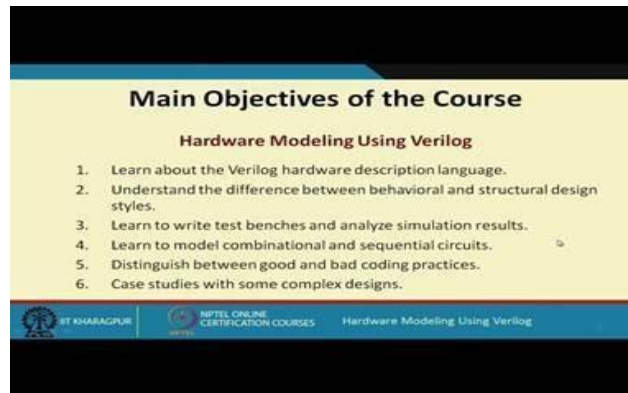 Main Objectives of the Course
Hardware Modeling Using Verilog
1. Learn about the Verilog hardware description language.
2. Understand the difference between behavioral and structural design
styles.
3. Learn to write test benches and analyze simulation results.
4. Learn to model combinational and sequential circuits.
5. Distinguish between good and bad coding practices.
6. Case studies with some complex designs.
IIT KHARAGPUR
NPTEL ONLINE
CERTIFICATION COURSES
NPTEL
Hardware Modeling Using Verilog